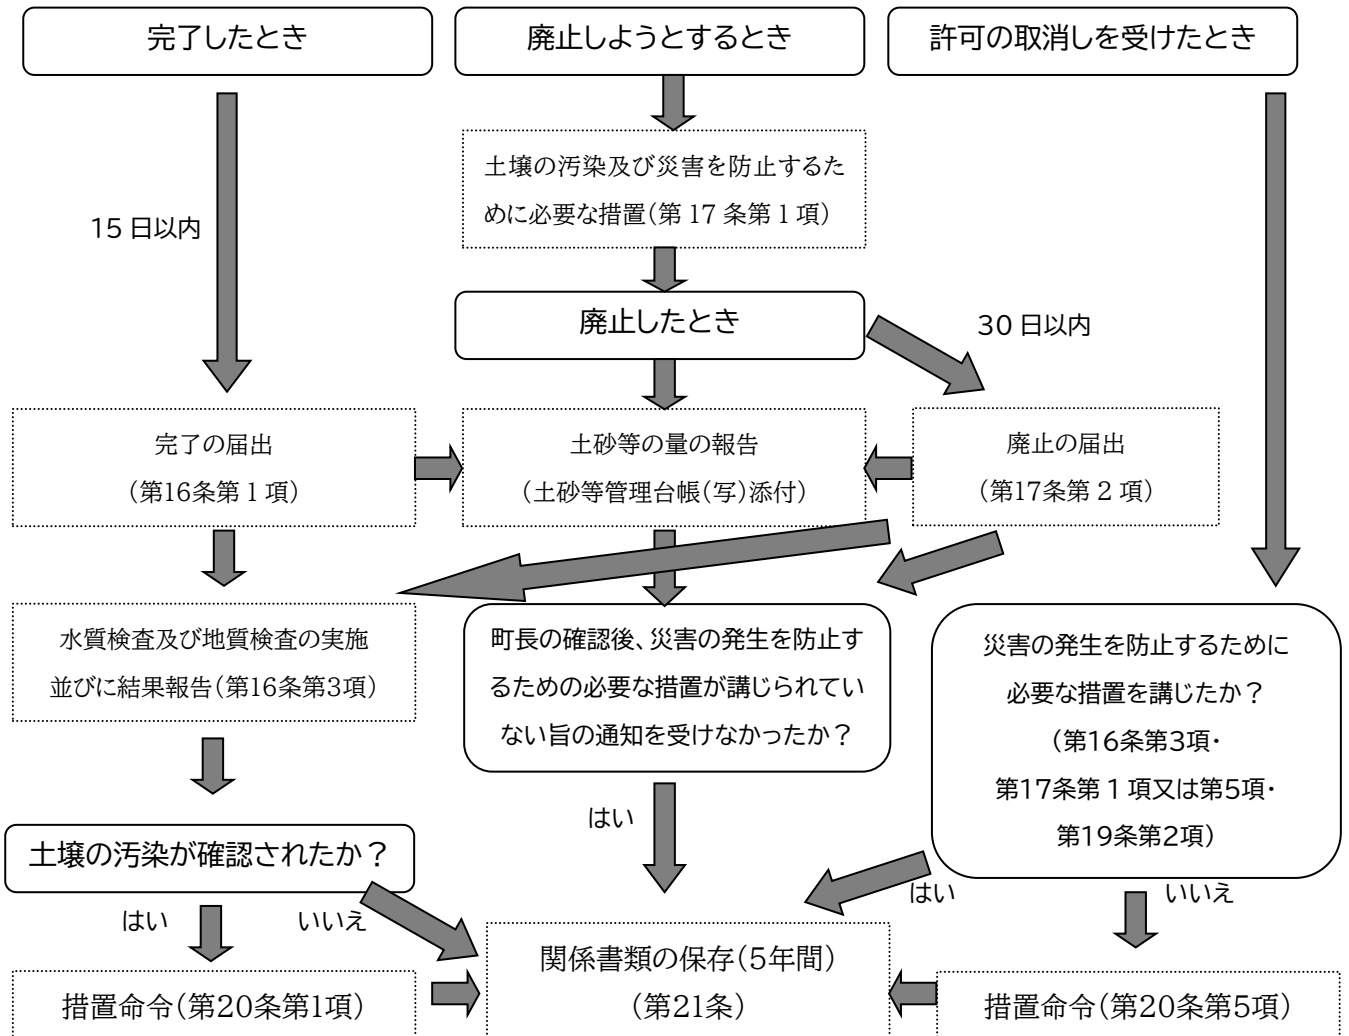 完了したとき
廃止しようとするとき
許可の取消しを受けたとき
土壌の汚染及び災害を防止するた
めに必要な措置(第 17 条第 1 項)
15 日以内
廃止したとき
30 日以内
完了の届出
(第16条第 1 項)
土砂等の量の報告
(土砂等管理台帳(写)添付)
廃止の届出
(第17条第 2 項)
水質検査及び地質検査の実施
並びに結果報告(第16条第3項)
町長の確認後、災害の発生を防止す
るための必要な措置が講じられてい
ない旨の通知を受けなかったか?
災害の発生を防止するために
必要な措置を講じたか?
(第16条第3項・
第17条第 1 項又は第5項・
第19条第2項)
はい
土壌の汚染が確認されたか?
はい
いいえ
はい
いいえ
関係書類の保存(5年間)
(第21条)
措置命令(第20条第1項)
措置命令(第20条第5項)